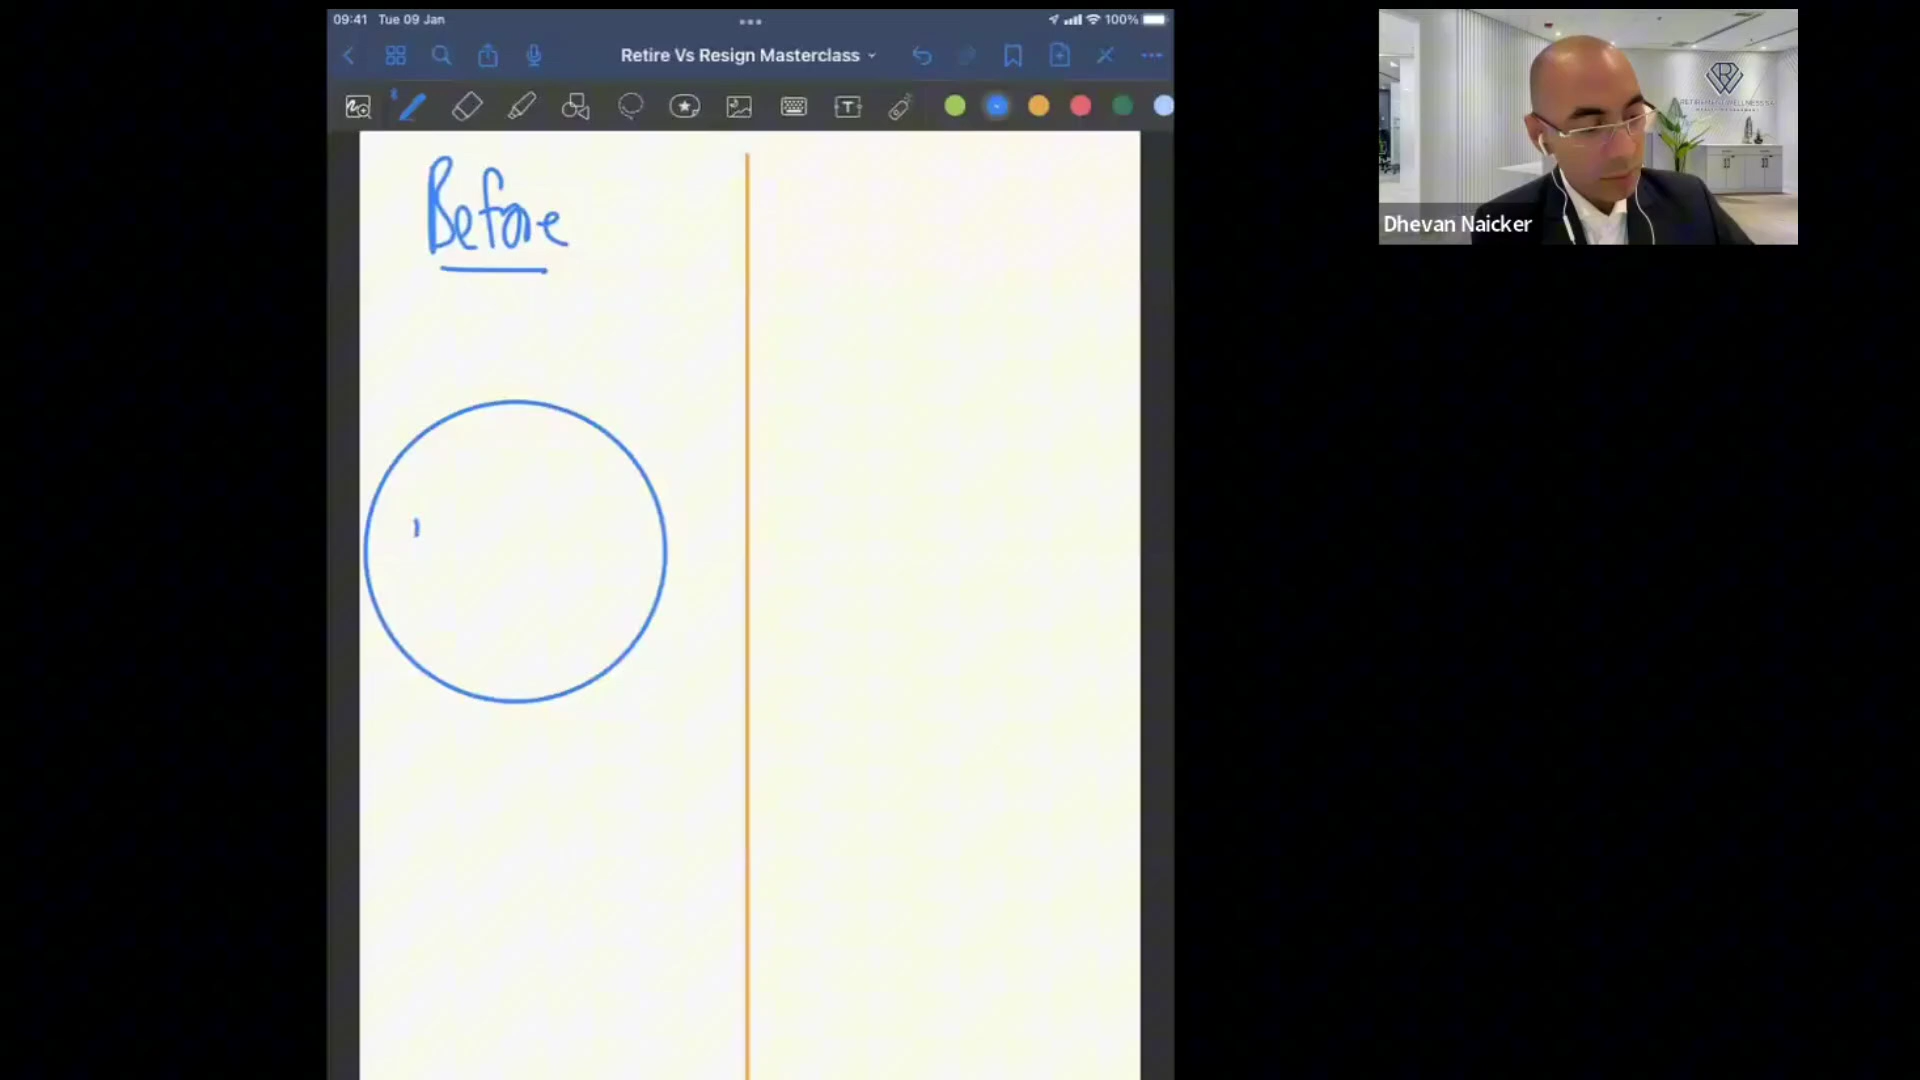 09:41 Tue 09 Jan
100%
Retire Vs Resign Masterclass
T
Before
R
Dhevan Naicker